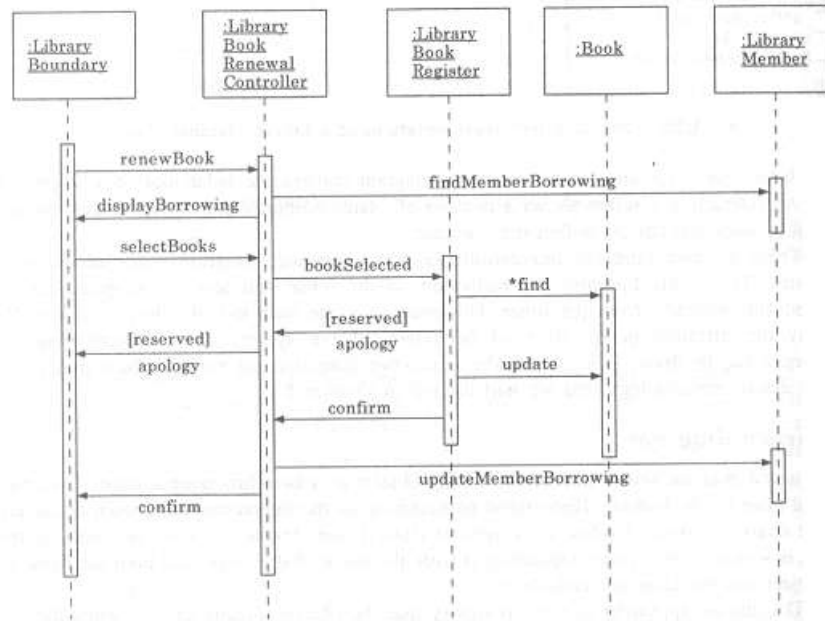 :Library
Boundary
:Library
Book
Renewal
Controller
:Library
Book
Register
:Book
:Library
Member
renewBook
findMemberBorrowing
displayBorrowing
selectBooks
bookSelected
*find
[reserved]
apology
[reserved]
apology
update
confirm
updateMemberBorrowing
confirm